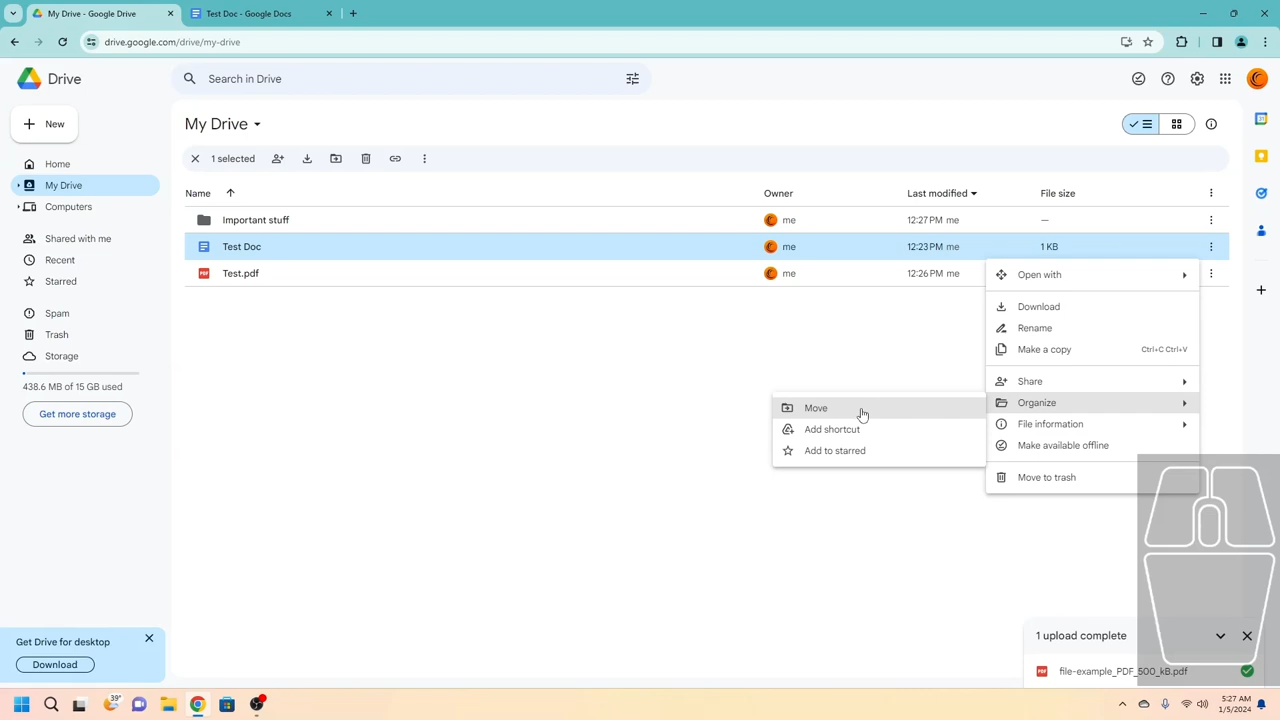 My Drive - Google Drive
Test Doc - Google Docs
drive.google.com/drive/my-drive
Drive
Search in Drive
New
My Drive
Home
My Drive
Computers
Shared with me
Recent
Starred
Spam
Trash
Storage
438.6 MB of 15 GB used
Get more storage
1 selected
Name Owner Last modified File size
Important stuff me 12:27 PM me —
Test Doc me 12:23 PM me 1 KB
Test.pdf me 12:26 PM me
Open with
Download
Rename
Make a copy Ctrl+C Ctrl+V
Share
Organize
File information
Make available offline
Move to trash
Move
Add shortcut
Add to starred
Get Drive for desktop
Download
1 upload complete
file-example_PDF_500_kB.pdf
39°
5:27 AM
1/5/2024